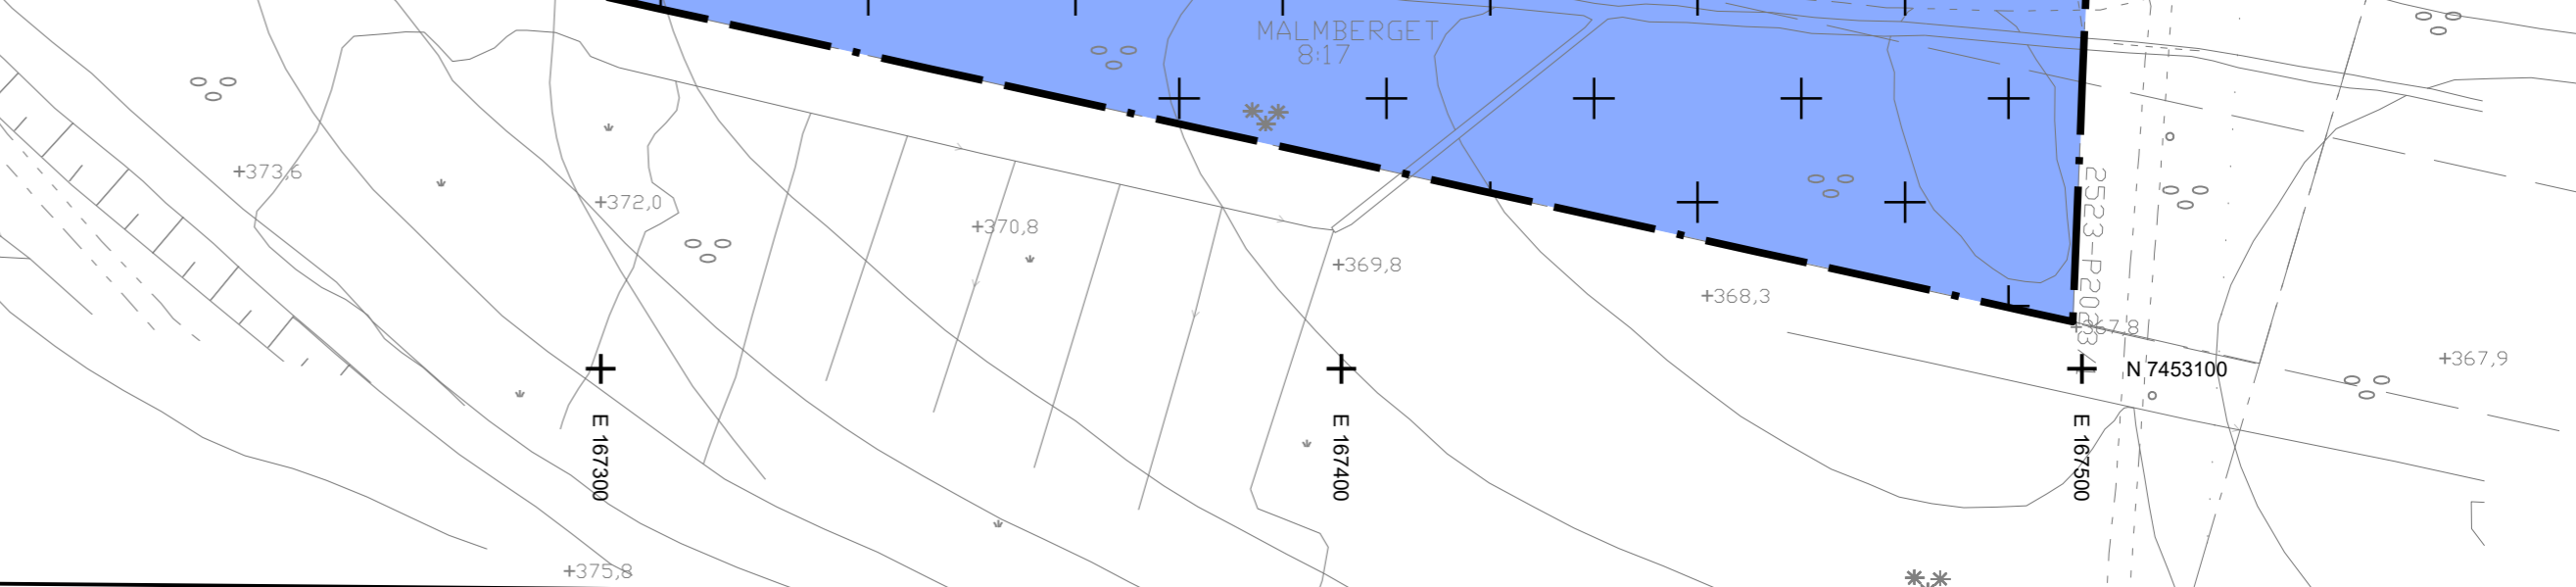 MALMBERGET
8:17
+373,6
+372,0
+370,8
+369,8
+368,3
+367,8
+367,9
N 7453100
E 167300
E 167400
E 167500
+375,8